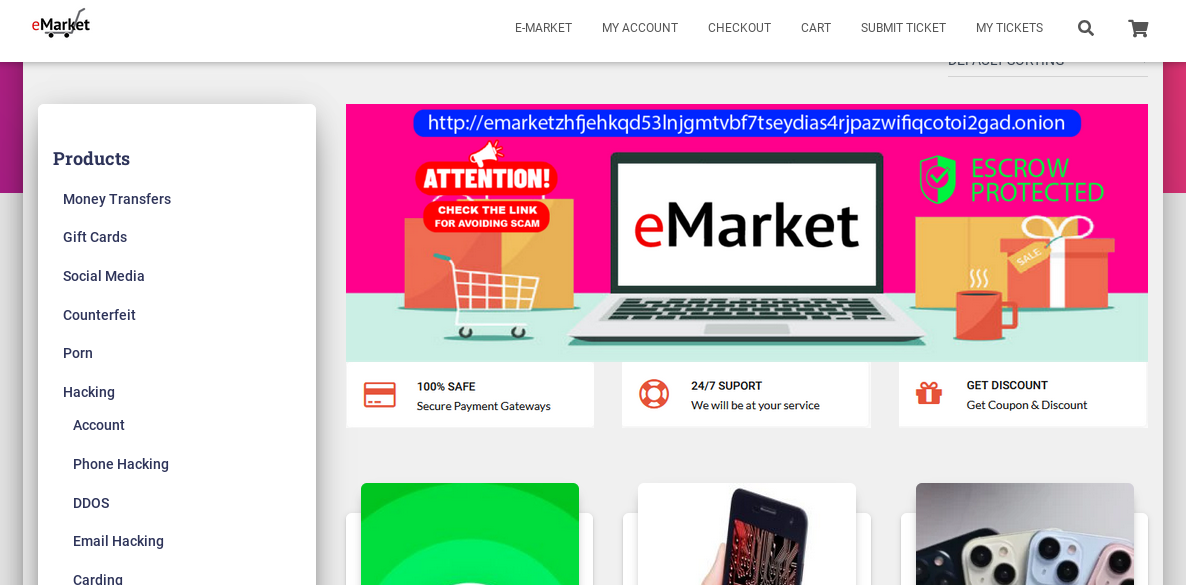 eMarket
E-MARKET
MY ACCOUNT
CHECKOUT
CART
SUBMIT TICKET
MY TICKETS
DEFAULT SORTING
Products
Money Transfers
Gift Cards
Social Media
Counterfeit
Porn
Hacking
Account
Phone Hacking
DDOS
Email Hacking
Carding
http://emarketzhfjehkqd53lnjgmtvbf7tseydias4rjpazwifiqcotoi2gad.onion
ATTENTION!
CHECK THE LINK
FOR AVOIDING SCAM
eMarket
ESCROW
PROTECTED
SALE
100% SAFE
Secure Payment Gateways
24/7 SUPORT
We will be at your service
GET DISCOUNT
Get Coupon & Discount